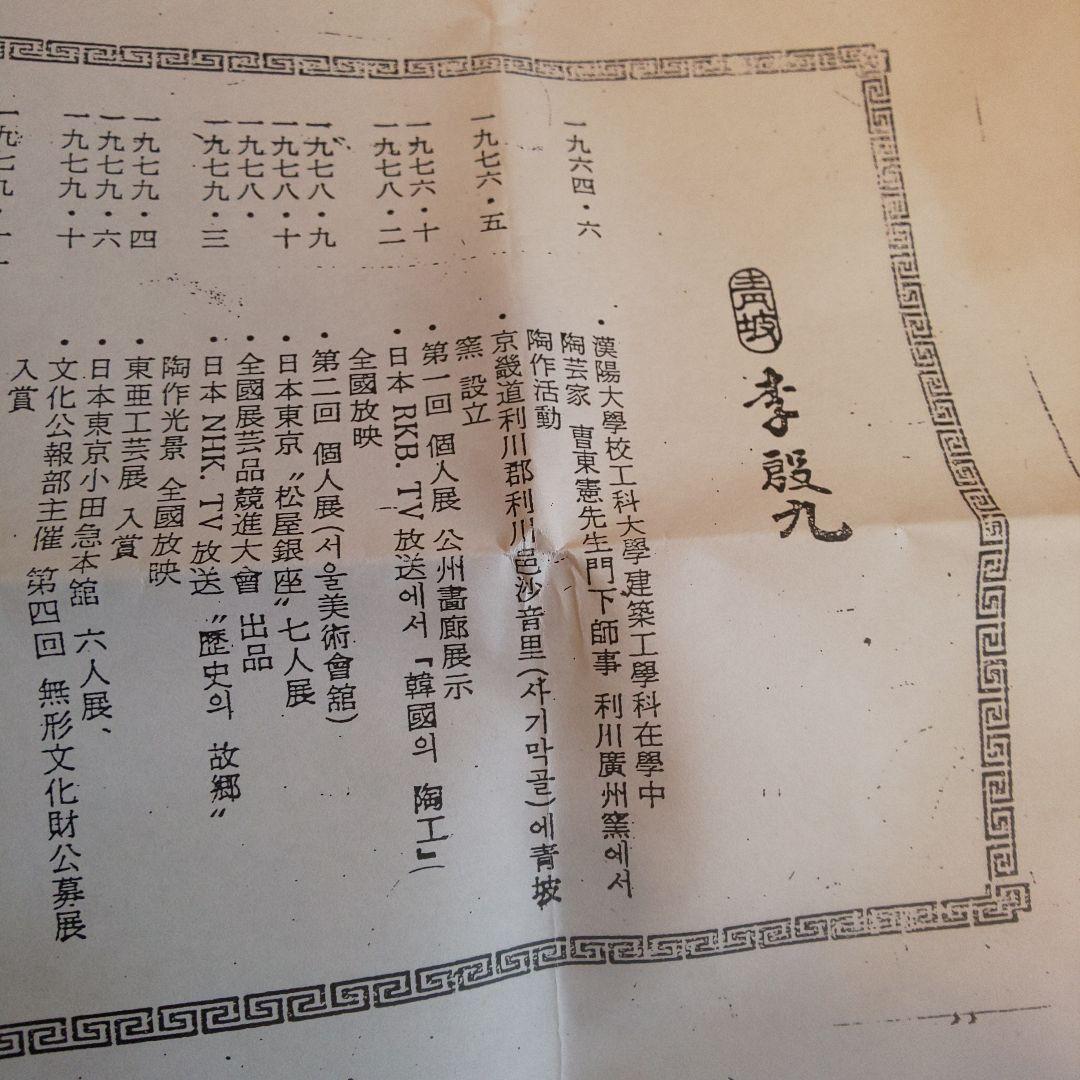 青坡 李殷九
一九六四・六
・漢陽大學校工科大學建築工學科在學中
陶芸家 曺東憲先生門下師事 利川廣州窯에서
陶作活動
一九七六・五
・京畿道利川郡利川邑沙音里(사기막골)에青坡
窯 設立
一九七六・十
・第一回 個人展 公州畵廊展示
一九七八・二
・日本 RKB. TV 放送에서「韓國의 陶工」
全國放映
一九七八・九
・第二回 個人展(서울美術會舘)
一九七八・十
・日本東京〝松屋銀座〟七人展
一九七八・
・全國展芸品競進大會 出品
一九七九・三
・日本 NHK. TV 放送〝歷史의 故鄕〟
陶作光景 全國放映
一九七九・四
・東亜工芸展 入賞
一九七九・六
・日本東京小田急本舘 六人展、
一九七九・十
・文化公報部主催 第四回 無形文化財公募展
入賞
一九七九・十一